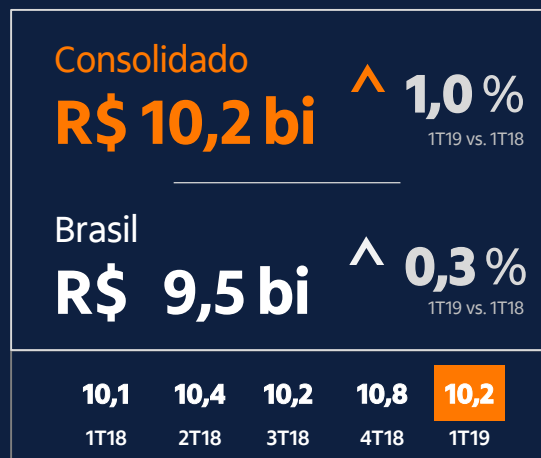 Consolidado
R$ 10,2 bi
1,0 %
1T19 vs. 1T18
Brasil
R$ 9,5 bi
0,3 %
1T19 vs. 1T18
10,1 10,4 10,2 10,8 10,2
1T18 2T18 3T18 4T18 1T19